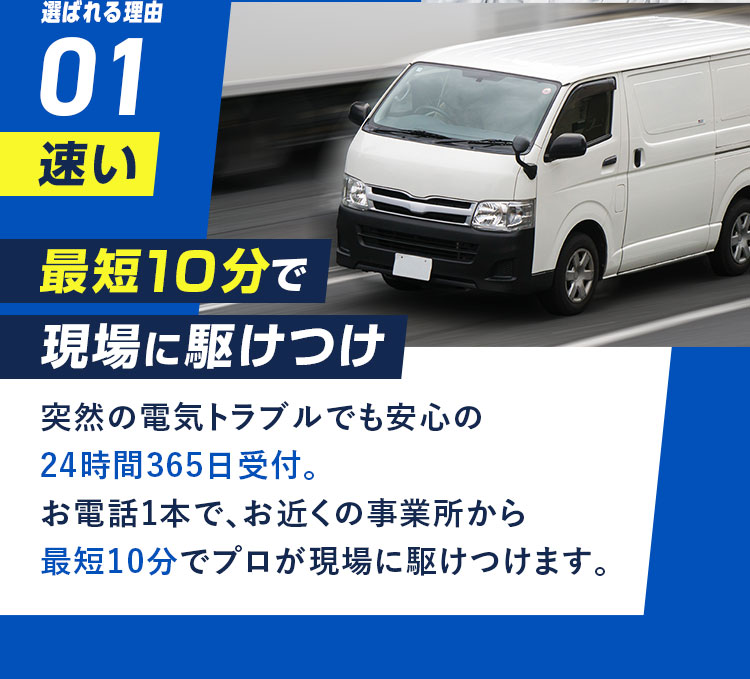 選ばれる理由
01
速い
最短10分で
現場に駆けつけ
突然の電気トラブルでも安心の
24時間365日受付。
お電話1本で、お近くの事業所から
最短10分でプロが現場に駆けつけます。